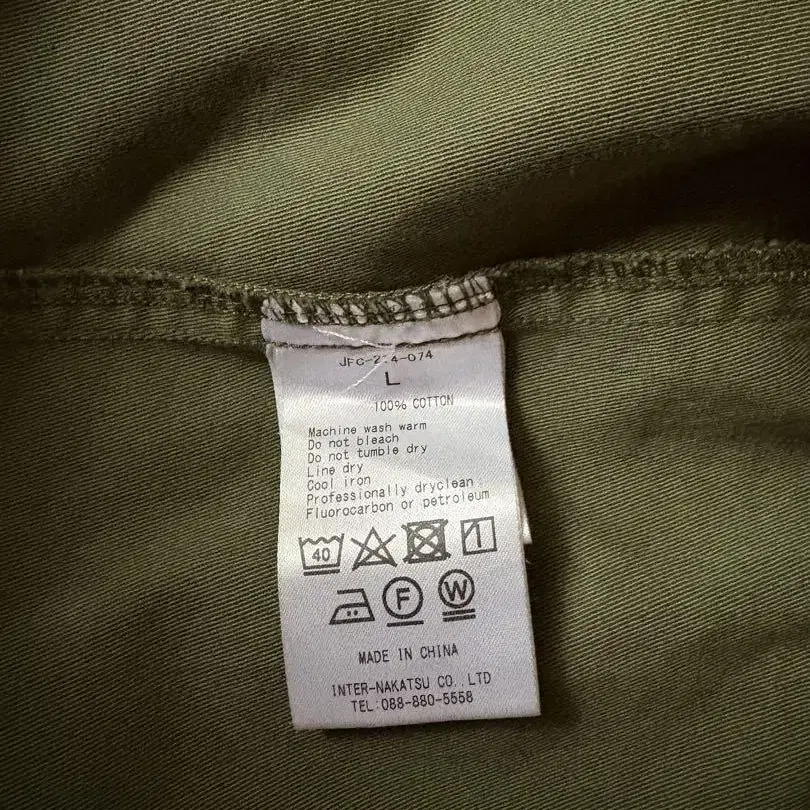 L
100% COTTON
Machine wash warm
Do not bleach
Do not tumble dry
Line dry
Cool iron
Professionally dryclean
Fluorocarbon or petroleum
40
F W
MADE IN CHINA
INTER-NAKATSU CO.,LTD
TEL:088-880-5558